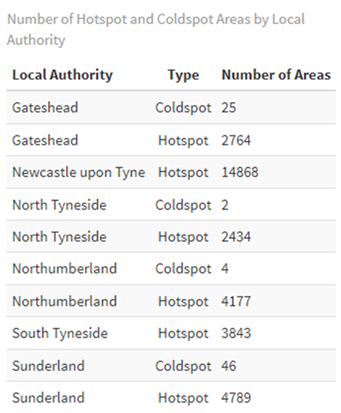 Number of Hotspot and Coldspot Areas by Local
Authority
Local Authority Type Number of Areas
Gateshead Coldspot 25
Gateshead Hotspot 2764
Newcastle upon Tyne Hotspot 14868
North Tyneside Coldspot 2
North Tyneside Hotspot 2434
Northumberland Coldspot 4
Northumberland Hotspot 4177
South Tyneside Hotspot 3843
Sunderland Coldspot 46
Sunderland Hotspot 4789